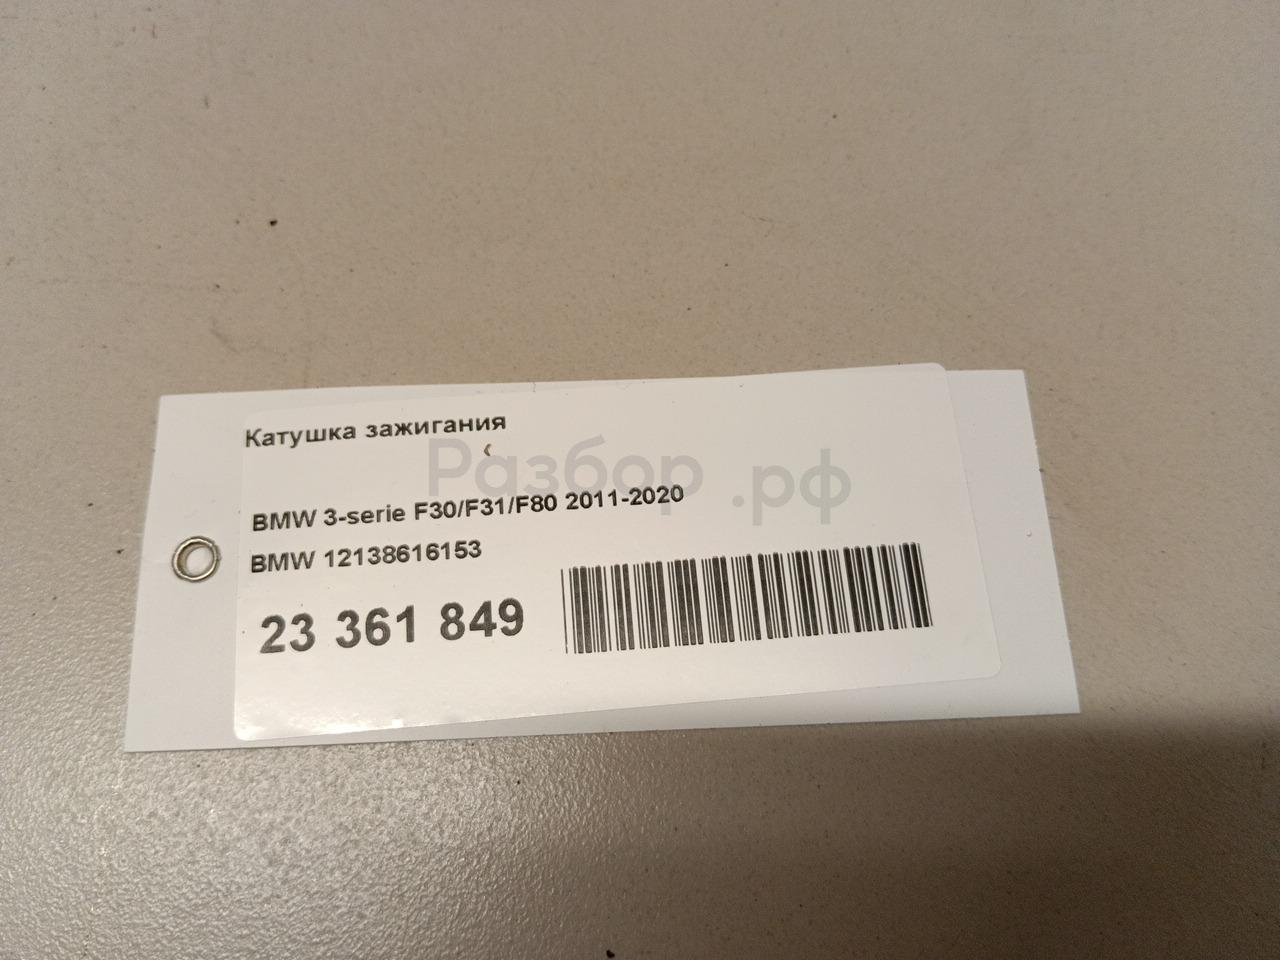 Катушка зажигания
Разбор.рф
BMW 3-serie F30/F31/F80 2011-2020
BMW 12138616153
23 361 849